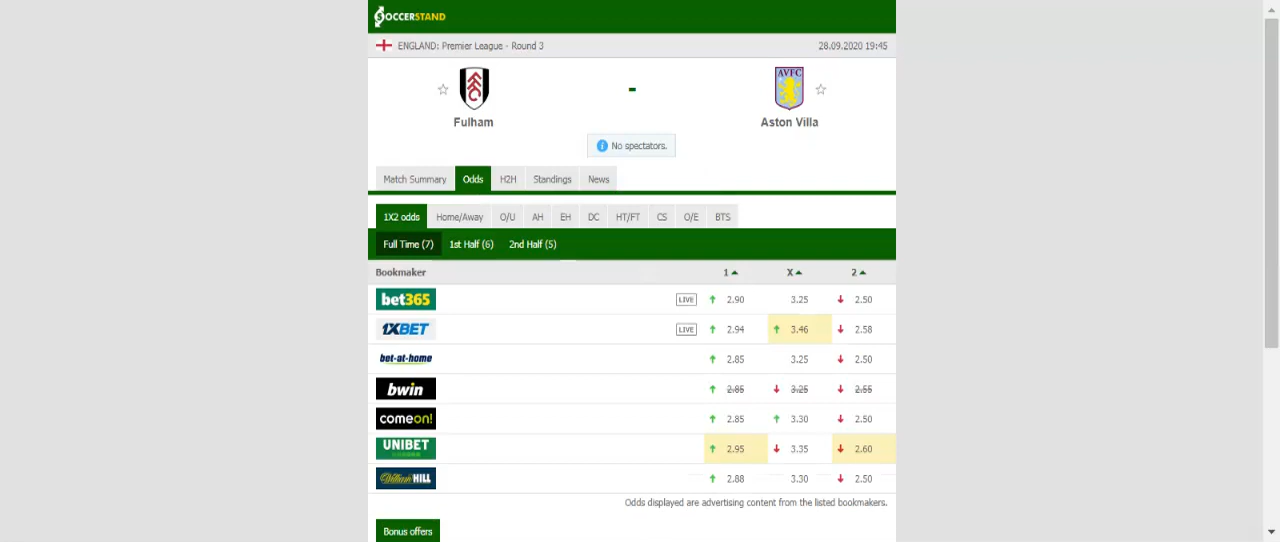 SOCCERSTAND
ENGLAND: Premier League - Round 3 28.09.2020 19:45
AVFC
-
Fulham Aston Villa
No spectators.
Match Summary Odds H2H Standings News
1X2 odds Home/Away O/U AH EH DC HT/FT CS O/E BTS
Full Time (7) 1st Half (6) 2nd Half (5)
Bookmaker 1 X 2
bet365 LIVE 2.90 3.25 2.50
1XBET LIVE 2.94 3.46 2.58
bet-at-home 2.85 3.25 2.50
bwin 2.85 3.25 2.55
comeon! 2.85 3.30 2.50
UNIBET 2.95 3.35 2.60
William HILL 2.88 3.30 2.50
Odds displayed are advertising content from the listed bookmakers.
Bonus offers